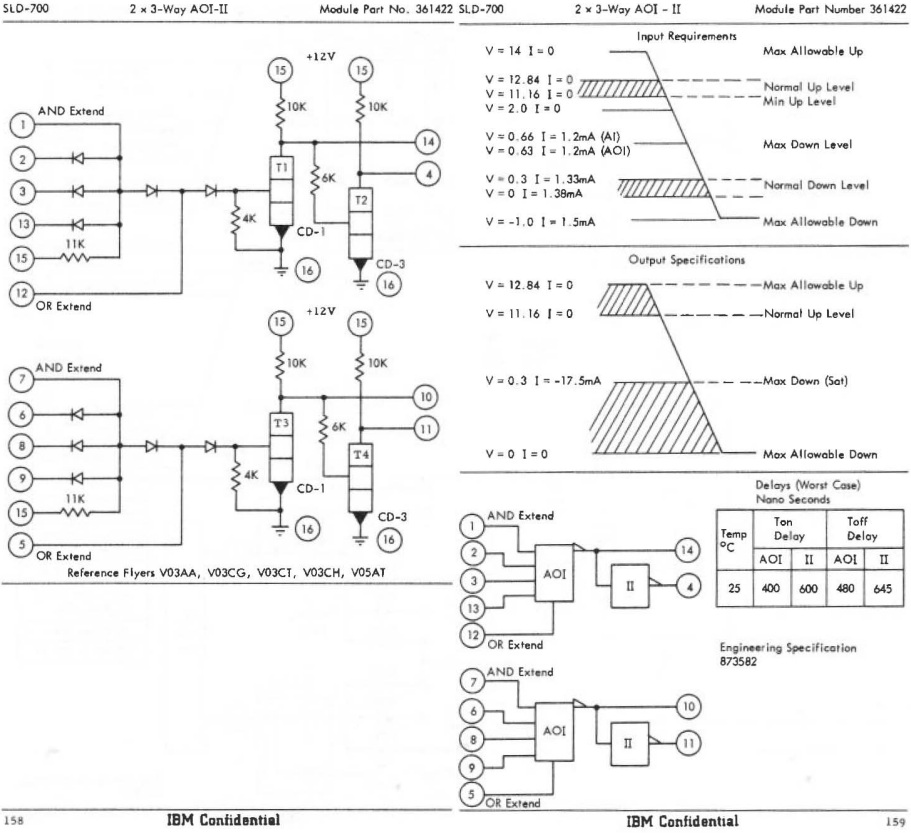 SLD-700 2 x 3-Way AOI-II Module Part No. 361422
+12V
15
15
10K
10K
AND Extend
1
14
2
T1
6K
4
3
T2
13
4K
11K
CD-1
15
16
CD-3
12
16
OR Extend
+12V
15
15
10K
10K
AND Extend
7
10
6
T3
6K
11
8
T4
9
4K
11K
CD-1
15
16
CD-3
5
16
OR Extend
Reference Flyers V03AA, V03CG, V03CT, V03CH, V05AT
158 IBM Confidential
SLD-700 2 x 3-Way AOI - II Module Part Number 361422
Input Requirements
V = 14 I = 0 Max Allowable Up
V = 12.84 I = 0 Normal Up Level
V = 11.16 I = 0 Min Up Level
V = 2.0 I = 0
V = 0.66 I = 1.2mA (AI)
V = 0.63 I = 1.2mA (AOI) Max Down Level
V = 0.3 I = 1.33mA Normal Down Level
V = 0 I = 1.38mA
V = -1.0 I = 1.5mA Max Allowable Down
Output Specifications
V = 12.84 I = 0 Max Allowable Up
V = 11.16 I = 0 Normal Up Level
V = 0.3 I = -17.5mA Max Down (Sat)
V = 0 I = 0 Max Allowable Down
Delays (Worst Case)
Nano Seconds
Temp °C Ton Delay Toff Delay
AOI II AOI II
25 400 600 480 645
AND Extend
1
2
AOI
14
3
II
4
13
12
OR Extend
Engineering Specification
873582
AND Extend
7
6
AOI
10
8
II
11
9
5
OR Extend
IBM Confidential 159